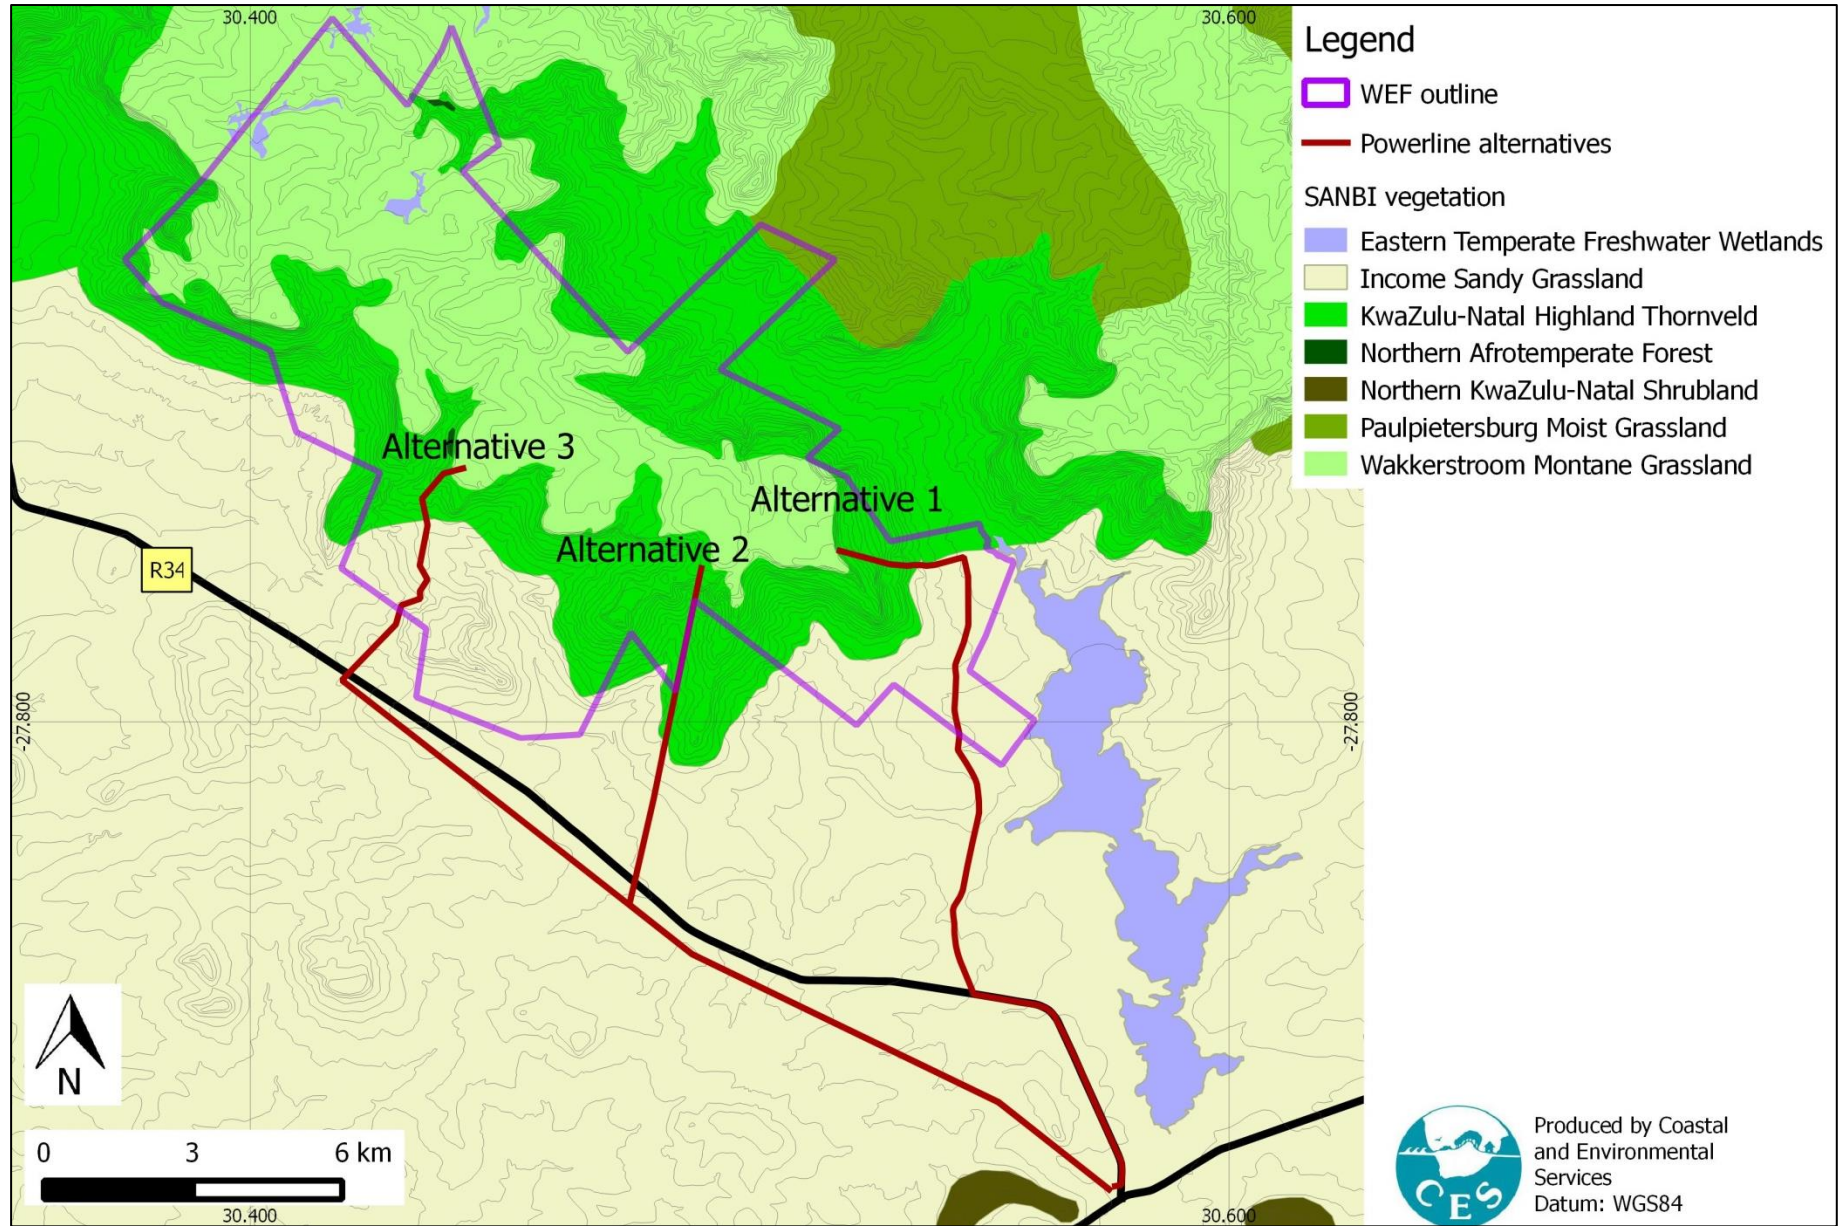 30.400
30.600
Legend
WEF outline
Powerline alternatives
SANBI vegetation
Eastern Temperate Freshwater Wetlands
Income Sandy Grassland
KwaZulu-Natal Highland Thornveld
Northern Afrotemperate Forest
Northern KwaZulu-Natal Shrubland
Paulpietersburg Moist Grassland
Wakkerstroom Montane Grassland
Alternative 3
Alternative 1
Alternative 2
R34
-27.800
-27.800
N
0 3 6 km
30.400
30.600
CES
Produced by Coastal
and Environmental
Services
Datum: WGS84